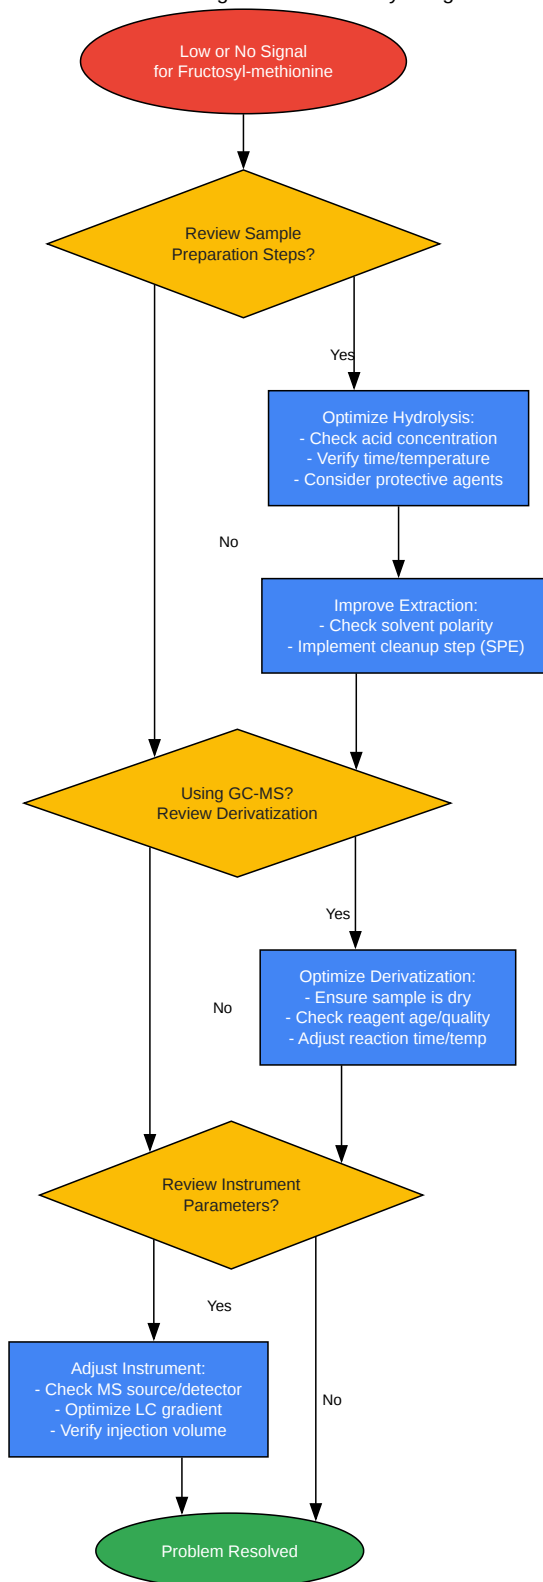 Low or No Signal
for Fructosyl-methionine
Review Sample
Preparation Steps?
Yes
Optimize Hydrolysis:
- Check acid concentration
- Verify time/temperature
- Consider protective agents
No
Improve Extraction:
- Check solvent polarity
- Implement cleanup step (SPE)
Using GC-MS?
Review Derivatization
Yes
Optimize Derivatization:
- Ensure sample is dry
- Check reagent age/quality
- Adjust reaction time/temp
No
Review Instrument
Parameters?
Yes
Adjust Instrument:
- Check MS source/detector
- Optimize LC gradient
- Verify injection volume
No
Problem Resolved